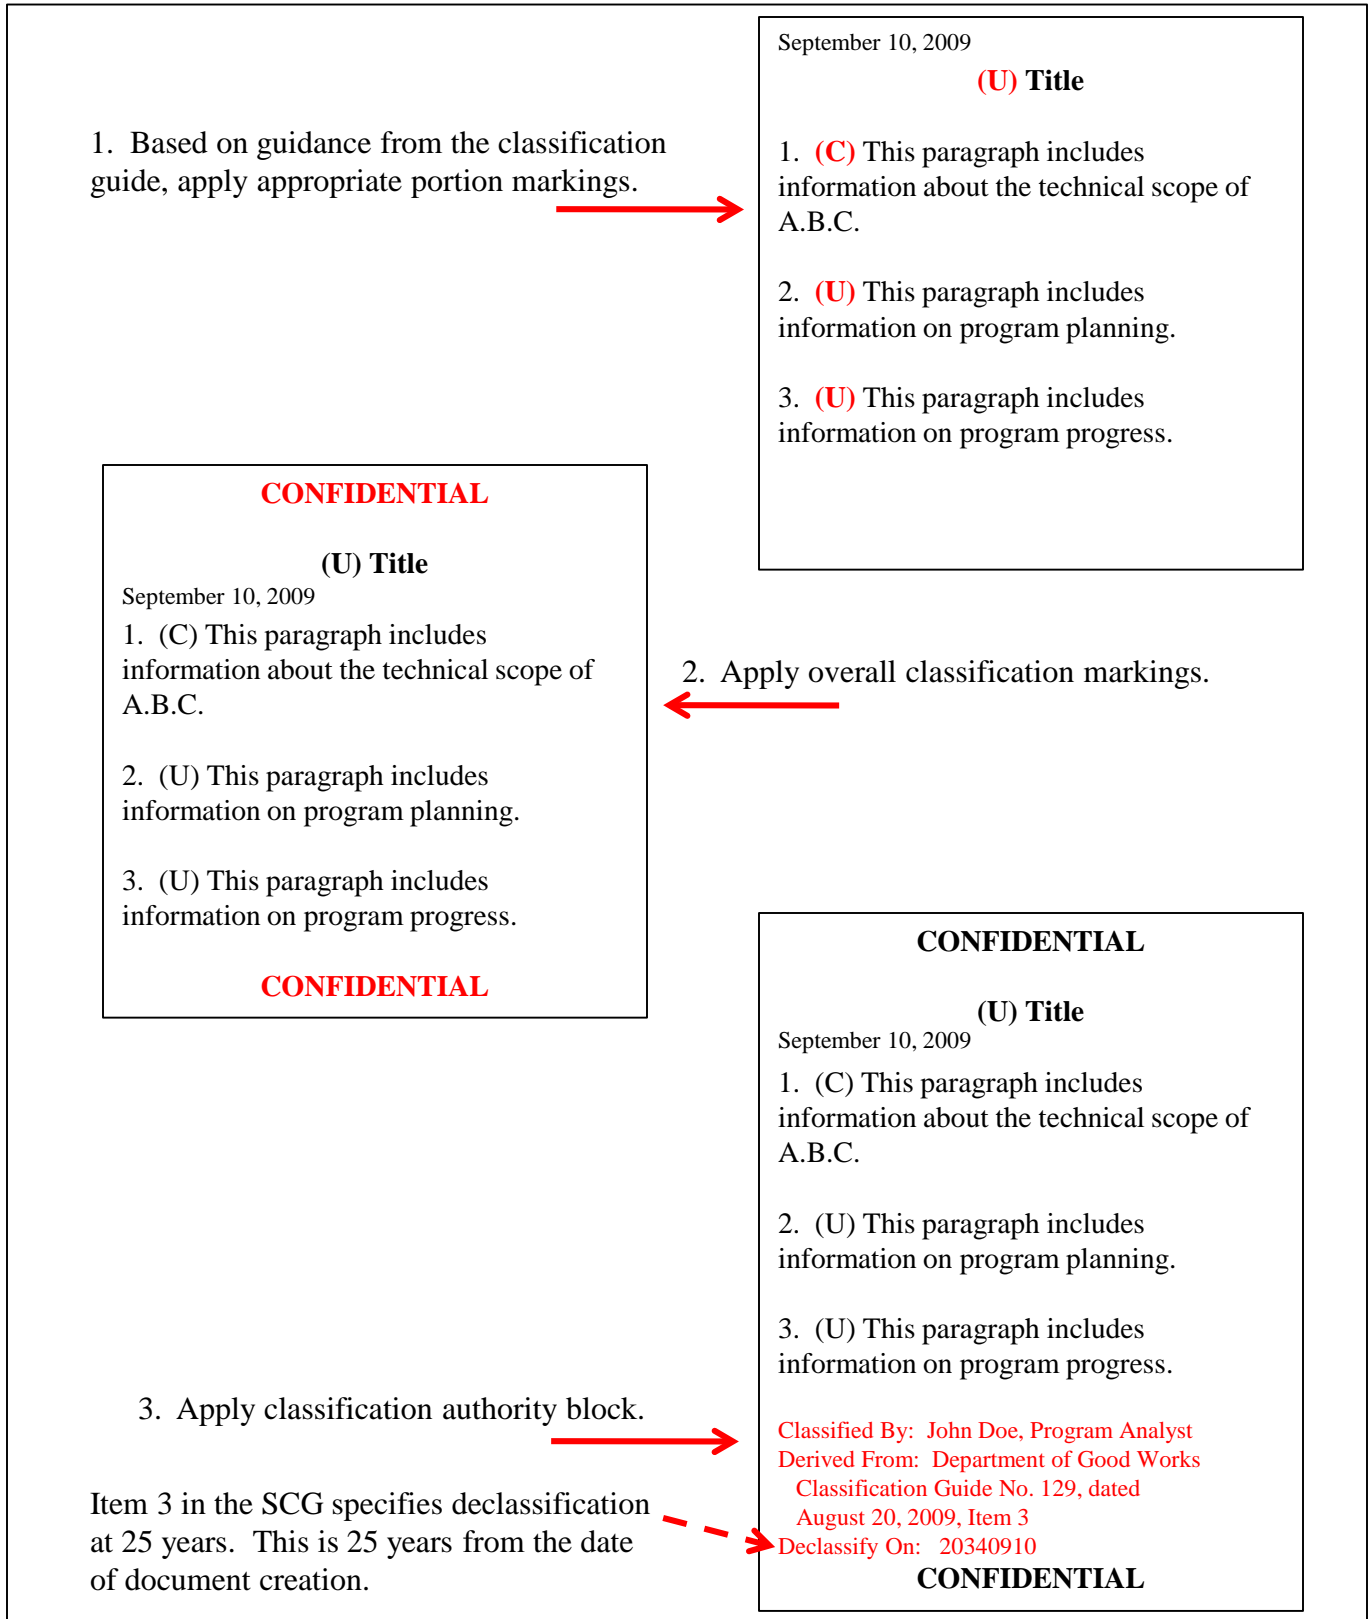 1. Based on guidance from the classification
guide, apply appropriate portion markings.
September 10, 2009
(U) Title
1. (C) This paragraph includes
information about the technical scope of
A.B.C.
2. (U) This paragraph includes
information on program planning.
3. (U) This paragraph includes
information on program progress.
CONFIDENTIAL
(U) Title
September 10, 2009
1. (C) This paragraph includes
information about the technical scope of
A.B.C.
2. (U) This paragraph includes
information on program planning.
3. (U) This paragraph includes
information on program progress.
CONFIDENTIAL
2. Apply overall classification markings.
CONFIDENTIAL
(U) Title
September 10, 2009
1. (C) This paragraph includes
information about the technical scope of
A.B.C.
2. (U) This paragraph includes
information on program planning.
3. (U) This paragraph includes
information on program progress.
Classified By: John Doe, Program Analyst
Derived From: Department of Good Works
Classification Guide No. 129, dated
August 20, 2009, Item 3
Declassify On: 20340910
CONFIDENTIAL
3. Apply classification authority block.
Item 3 in the SCG specifies declassification
at 25 years. This is 25 years from the date
of document creation.